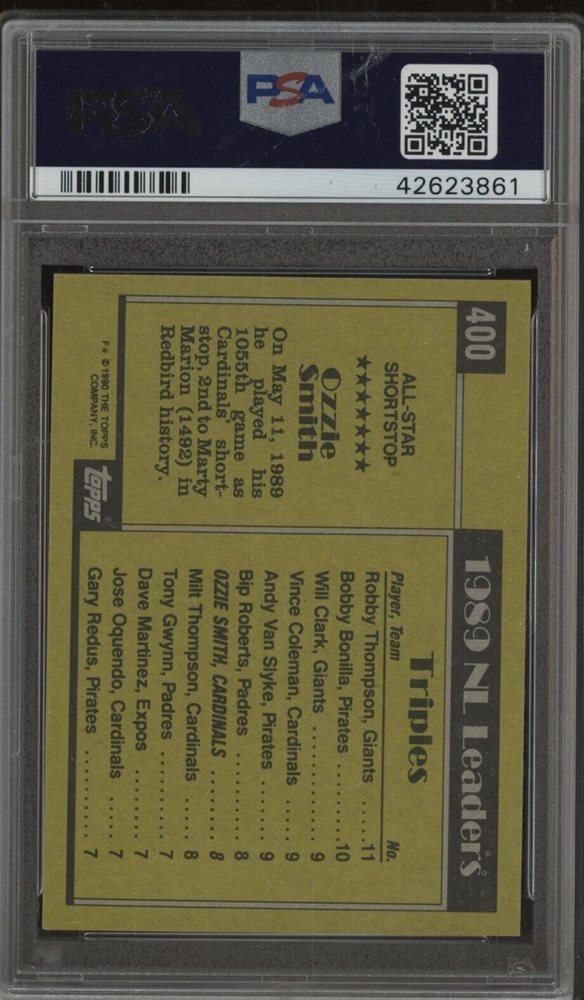 PSA
PSA
42623861
400
ALL-STAR
SHORTSTOP
★★★★★★★
Ozzie
Smith
On May 11, 1989
he played his
1055th game as
Cardinals' short-
stop, 2nd to Marty
Marion (1492) in
Redbird history.
F★ © 1990 THE TOPPS
COMPANY, INC.
topps
1989 NL Leaders
Triples
Player, Team No.
Robby Thompson, Giants ..... 11
Bobby Bonilla, Pirates ........ 10
Will Clark, Giants ............ 9
Vince Coleman, Cardinals .... 9
Andy Van Slyke, Pirates ..... 9
Bip Roberts, Padres ......... 8
OZZIE SMITH, CARDINALS ........ 8
Milt Thompson, Cardinals ..... 8
Tony Gwynn, Padres ......... 7
Dave Martinez, Expos ........ 7
Jose Oquendo, Cardinals ..... 7
Gary Redus, Pirates .......... 7